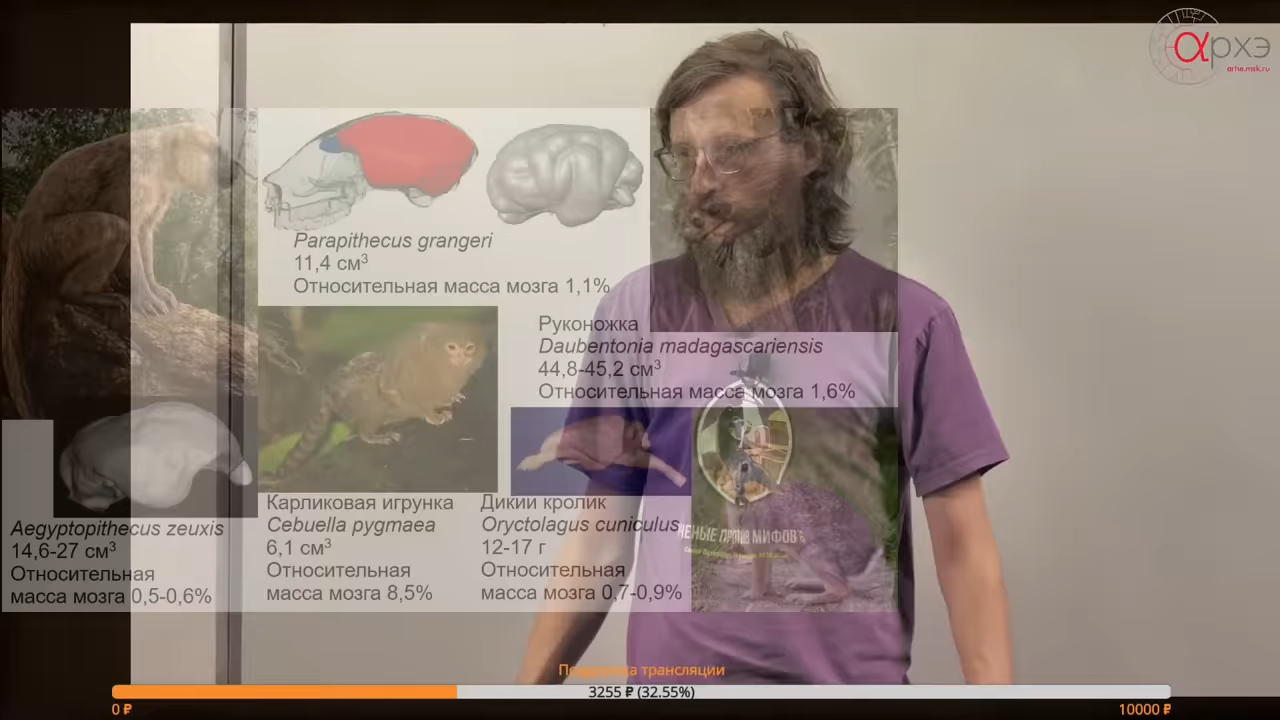 αрхэ
arhe.msk.ru
Parapithecus grangeri
11,4 см³
Относительная масса мозга 1,1%
Руконожка
Daubentonia madagascariensis
44,8-45,2 см³
Относительная масса мозга 1,6%
Aegyptopithecus zeuxis
14,6-27 см³
Относительная
масса мозга 0,5-0,6%
Карликовая игрунка
Cebuella pygmaea
6,1 см³
Относительная
масса мозга 8,5%
Дикий кролик
Oryctolagus cuniculus
12-17 г
Относительная
масса мозга 0,7-0,9%
ПРОТИВ МИФОВ
Поддержка трансляции
3255 ₽ (32.55%)
0 ₽
10000 ₽